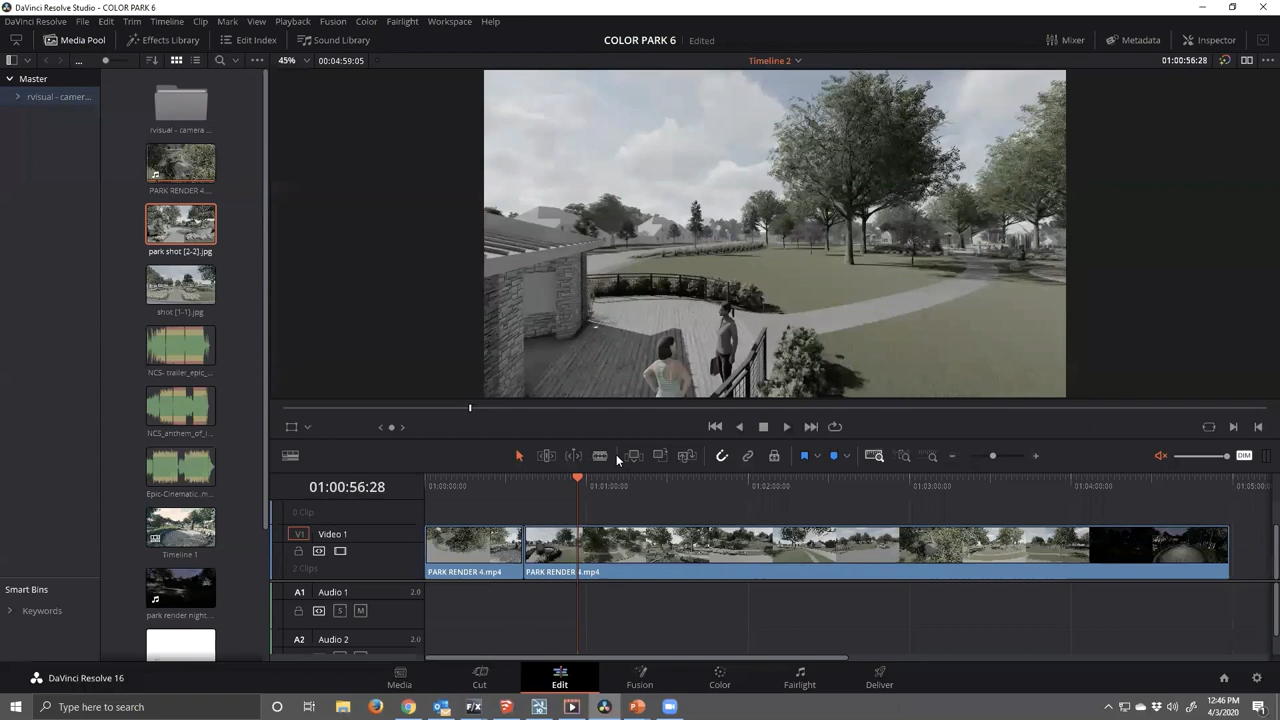 DaVinci Resolve Studio - COLOR PARK 6
DaVinci Resolve File Edit Trim Timeline Clip Mark View Playback Fusion Color Fairlight Workspace Help
Media Pool Effects Library Edit Index Sound Library COLOR PARK 6 Edited Mixer Metadata Inspector
... 45% 00:04:59:05 Timeline 2 01:00:56:28
Master
rvisual - camer...
rvisual - camera ...
PARK RENDER 4....
park shot [2-2].jpg
shot [1-1].jpg
NCS- trailer_epic_...
NCS_anthem_of_i...
Epic-Cinematic..m...
Timeline 1
park render night...
Smart Bins
Keywords
DIM
01:00:56:28
01:00:00:00 01:01:00:00 01:02:00:00 01:03:00:00 01:04:00:00 01:05:00:0
0 Clip
V1 Video 1
2 Clips
PARK RENDER 4.mp4 PARK RENDER 4.mp4
A1 Audio 1 2.0
S M
A2 Audio 2 2.0
DaVinci Resolve 16
Media Cut Edit Fusion Color Fairlight Deliver
Type here to search
12:46 PM
4/3/2020